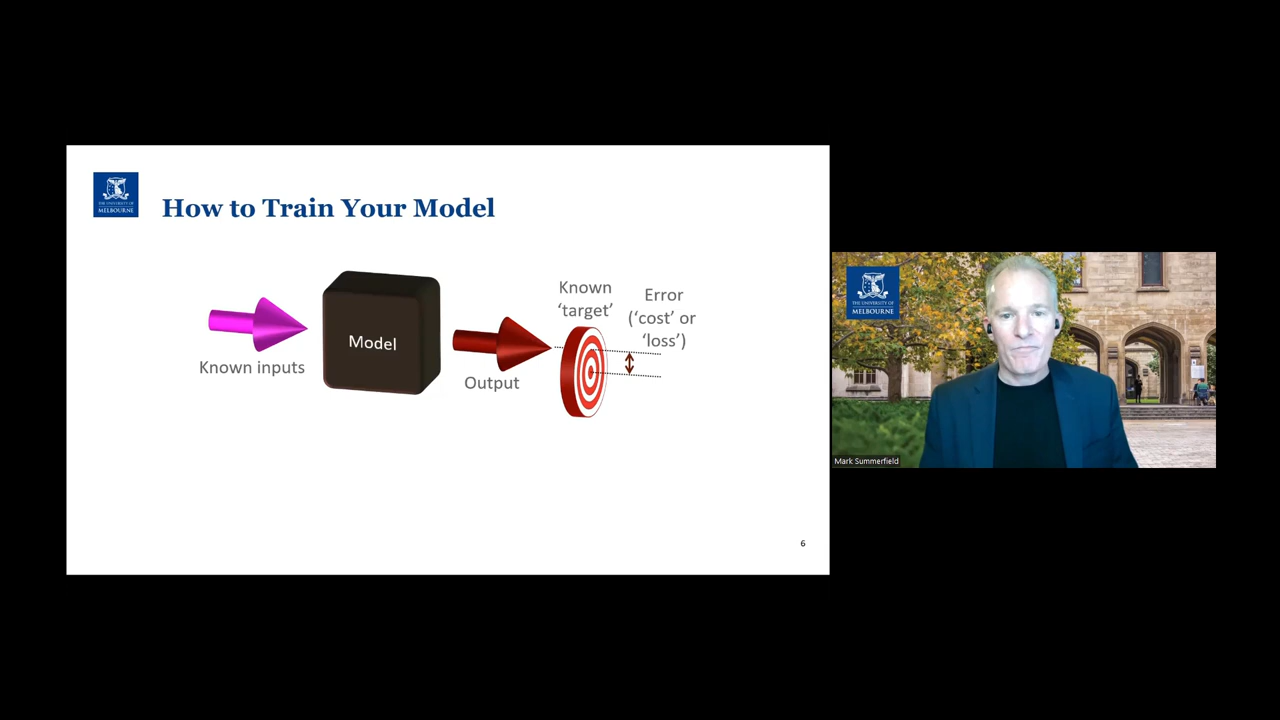 THE UNIVERSITY OF
MELBOURNE
How to Train Your Model
Known
‘target’
Error
(‘cost’ or
‘loss’)
Model
Known inputs
Output
6
THE UNIVERSITY OF
MELBOURNE
Mark Summerfield